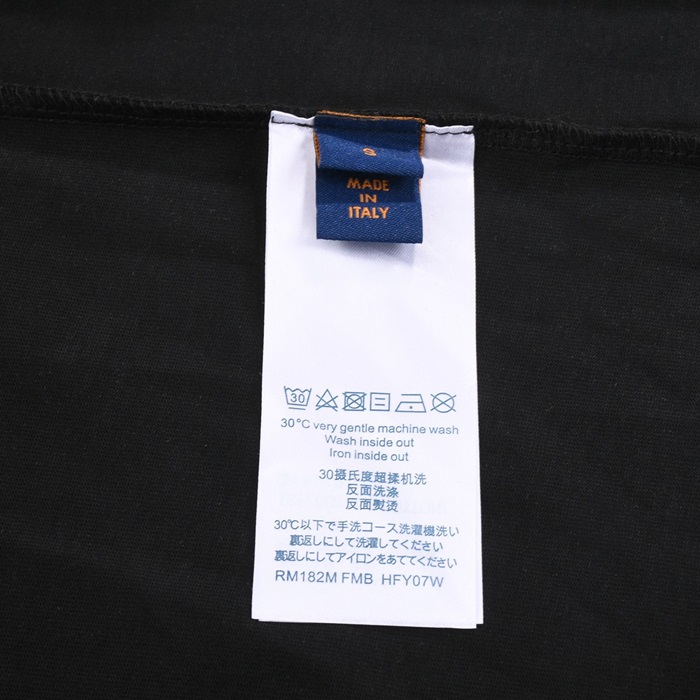 S
MADE
IN
ITALY
30
30°C very gentle machine wash
Wash inside out
Iron inside out
30摄氏度超揉机洗
反面洗涤
反面熨烫
30℃以下で手洗コース洗濯機洗い
裏返しにして洗濯してください
裏返しにしてアイロンをあててください
RM182M FMB HFY07W